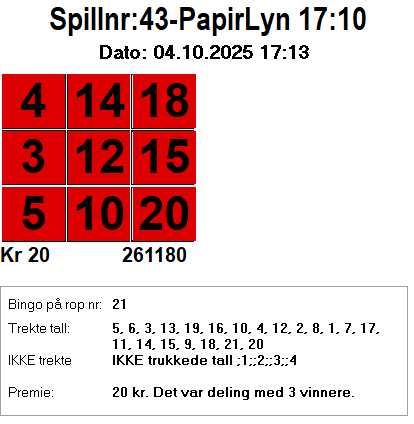 Spillnr:43-PapirLyn 17:10
Dato: 04.10.2025 17:13
4 14 18
3 12 15
5 10 20
Kr 20 261180
Bingo på rop nr: 21
Trekte tall: 5, 6, 3, 13, 19, 16, 10, 4, 12, 2, 8, 1, 7, 17,
11, 14, 15, 9, 18, 21, 20
IKKE trekte IKKE trukkede tall ;1;;2;;3;;4
Premie: 20 kr. Det var deling med 3 vinnere.